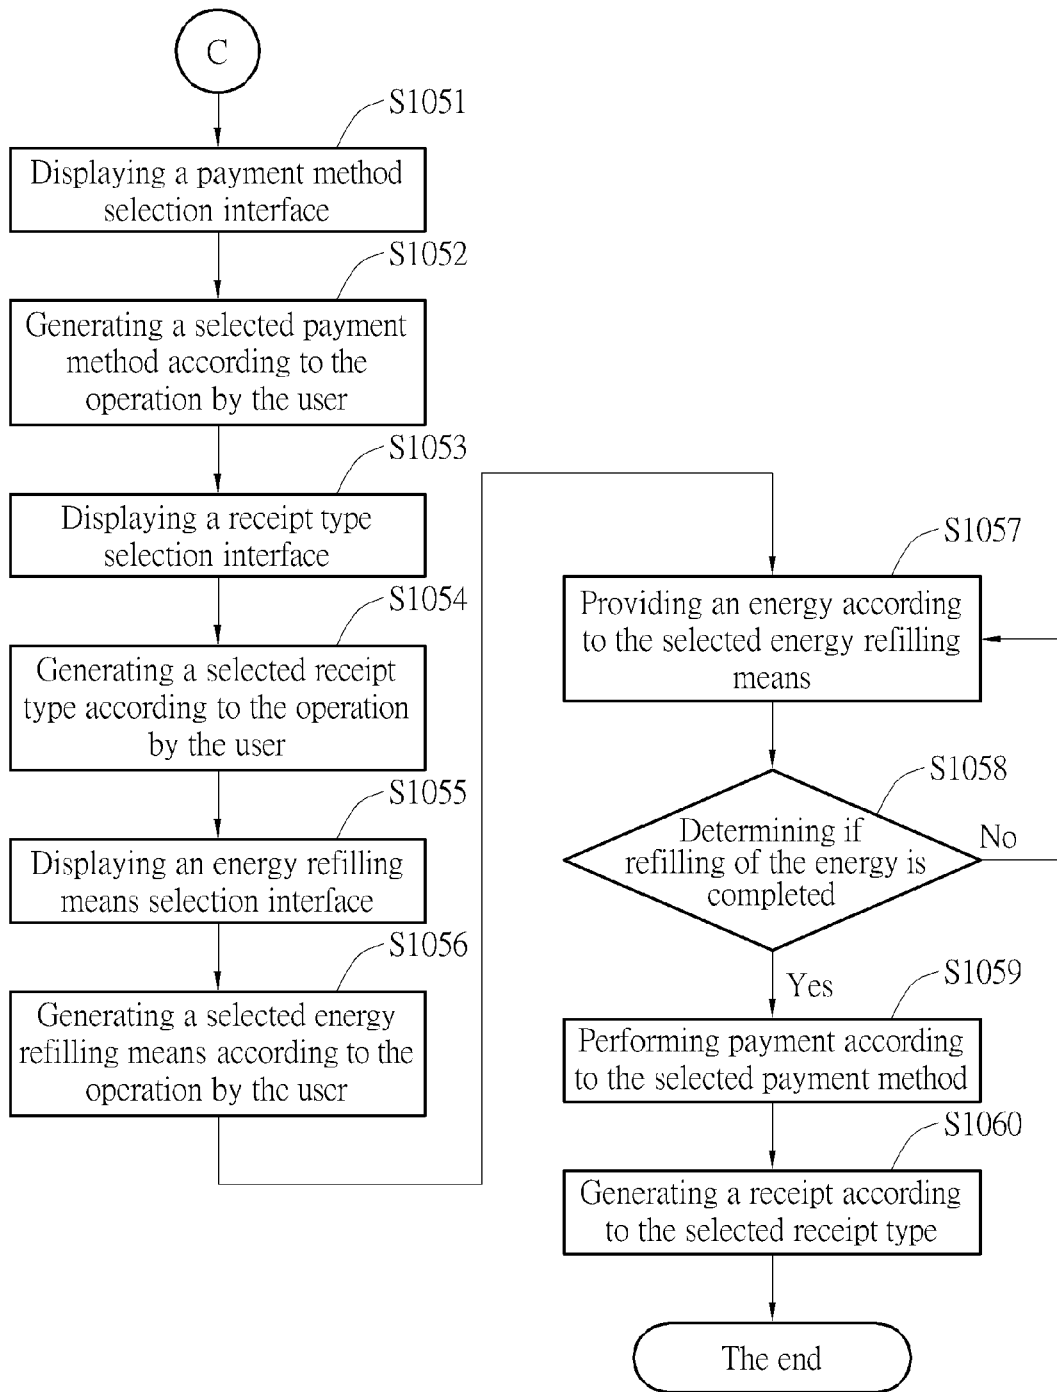 C
S1051
Displaying a payment method
selection interface
S1052
Generating a selected payment
method according to the
operation by the user
S1053
Displaying a receipt type
selection interface
S1054
Generating a selected receipt
type according to the operation
by the user
S1055
Displaying an energy refilling
means selection interface
S1056
Generating a selected energy
refilling means according to the
operation by the user
S1057
Providing an energy according
to the selected energy refilling
means
S1058
Determining if
refilling of the energy is
completed
No
Yes
S1059
Performing payment according
to the selected payment method
S1060
Generating a receipt according
to the selected receipt type
The end